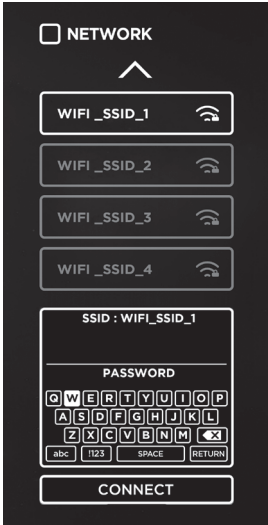 NETWORK
WIFI _SSID_1
WIFI _SSID_2
WIFI _SSID_3
WIFI _SSID_4
SSID : WIFI_SSID_1
PASSWORD
Q W E R T Y U I O P
A S D F G H J K L
Z X C V B N M
abc !123 SPACE RETURN
CONNECT